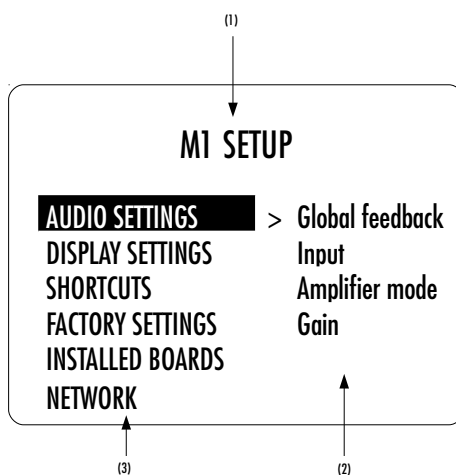 (1)
M1 SETUP
AUDIO SETTINGS > Global feedback
DISPLAY SETTINGS Input
SHORTCUTS Amplifier mode
FACTORY SETTINGS Gain
INSTALLED BOARDS
NETWORK
(3) (2)